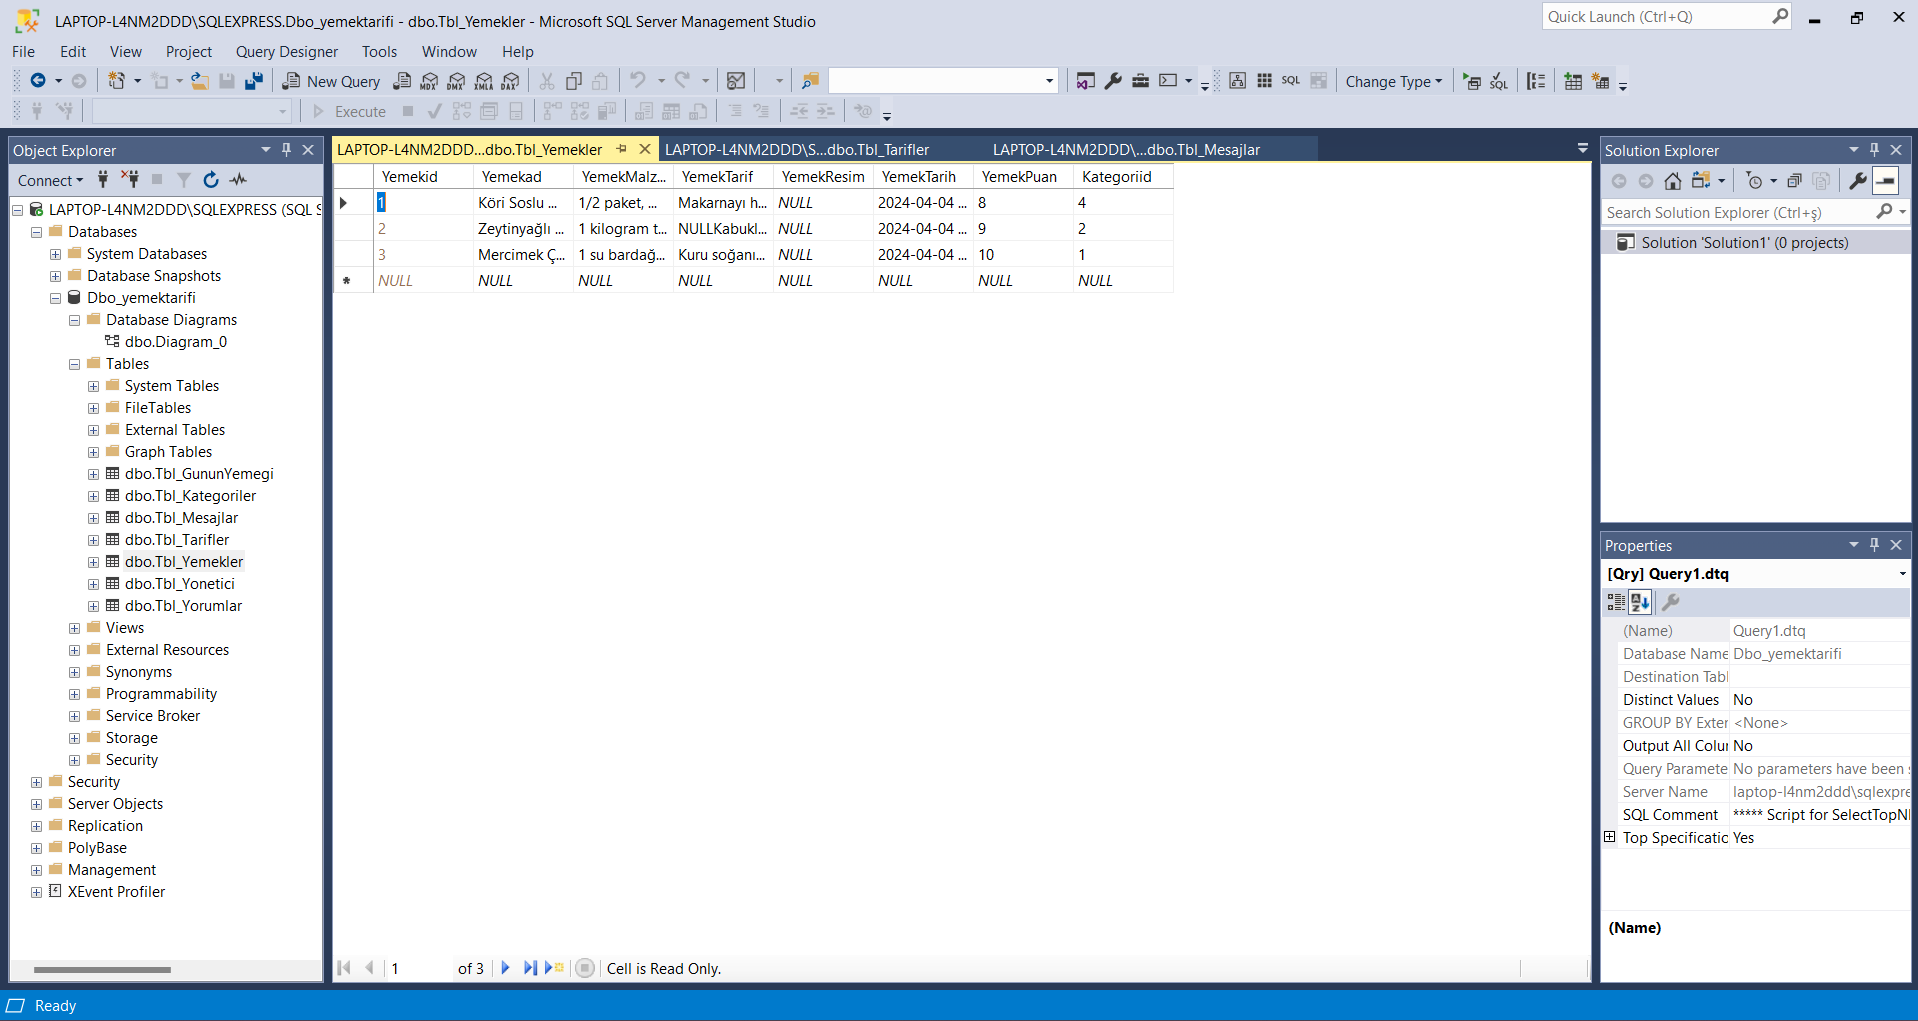 LAPTOP-L4NM2DDD\SQLEXPRESS.Dbo_yemektarifi - dbo.Tbl_Yemekler - Microsoft SQL Server Management Studio
Quick Launch (Ctrl+Q)
File Edit View Project Query Designer Tools Window Help
New Query MDX DMX XMLA DAX SQL Change Type SQL
Execute
Object Explorer
Connect
LAPTOP-L4NM2DDD\SQLEXPRESS (SQL S
Databases
System Databases
Database Snapshots
Dbo_yemektarifi
Database Diagrams
dbo.Diagram_0
Tables
System Tables
FileTables
External Tables
Graph Tables
dbo.Tbl_GununYemegi
dbo.Tbl_Kategoriler
dbo.Tbl_Mesajlar
dbo.Tbl_Tarifler
dbo.Tbl_Yemekler
dbo.Tbl_Yonetici
dbo.Tbl_Yorumlar
Views
External Resources
Synonyms
Programmability
Service Broker
Storage
Security
Security
Server Objects
Replication
PolyBase
Management
XEvent Profiler
LAPTOP-L4NM2DDD...dbo.Tbl_Yemekler LAPTOP-L4NM2DDD\S...dbo.Tbl_Tarifler LAPTOP-L4NM2DDD\...dbo.Tbl_Mesajlar
Yemekid Yemekad YemekMalz... YemekTarif YemekResim YemekTarih YemekPuan Kategoriid
1 Köri Soslu ... 1/2 paket, ... Makarnayı h... NULL 2024-04-04 ... 8 4
2 Zeytinyağlı ... 1 kilogram t... NULLKabukl... NULL 2024-04-04 ... 9 2
3 Mercimek Ç... 1 su bardağ... Kuru soğanı... NULL 2024-04-04 ... 10 1
* NULL NULL NULL NULL NULL NULL NULL NULL
1 of 3 Cell is Read Only.
Solution Explorer
Search Solution Explorer (Ctrl+ş)
Solution 'Solution1' (0 projects)
Properties
[Qry] Query1.dtq
(Name) Query1.dtq
Database Name Dbo_yemektarifi
Destination Tabl
Distinct Values No
GROUP BY Exter <None>
Output All Colur No
Query Paramete No parameters have been s
Server Name laptop-l4nm2ddd\sqlexpre
SQL Comment ***** Script for SelectTopN
Top Specificatio Yes
(Name)
Ready